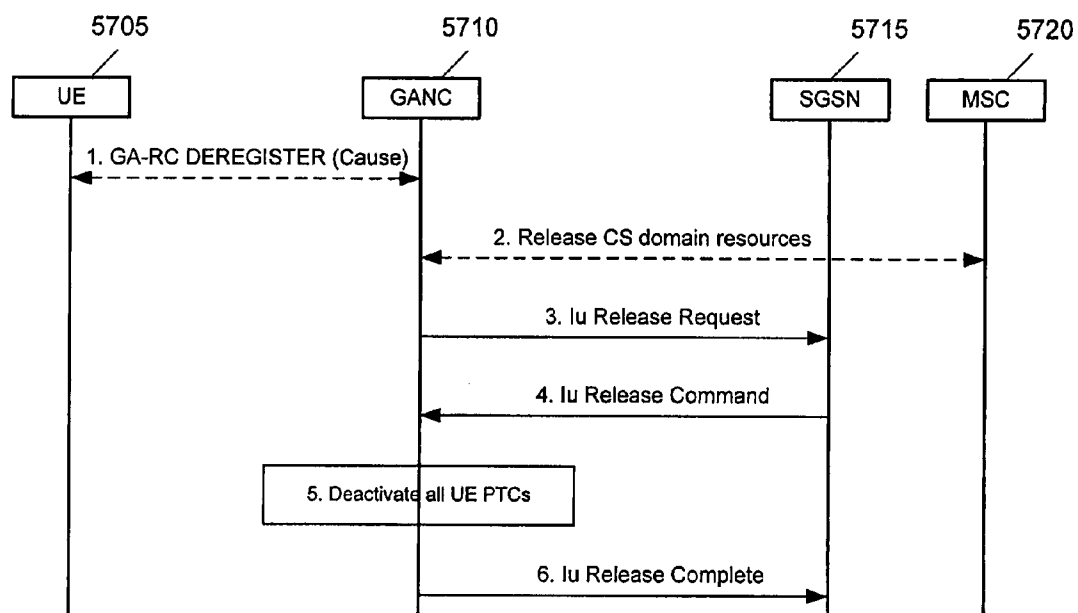 5705 5710 5715 5720
UE GANC SGSN MSC
1. GA-RC DEREGISTER (Cause)
2. Release CS domain resources
3. Iu Release Request
4. Iu Release Command
5. Deactivate all UE PTCs
6. Iu Release Complete